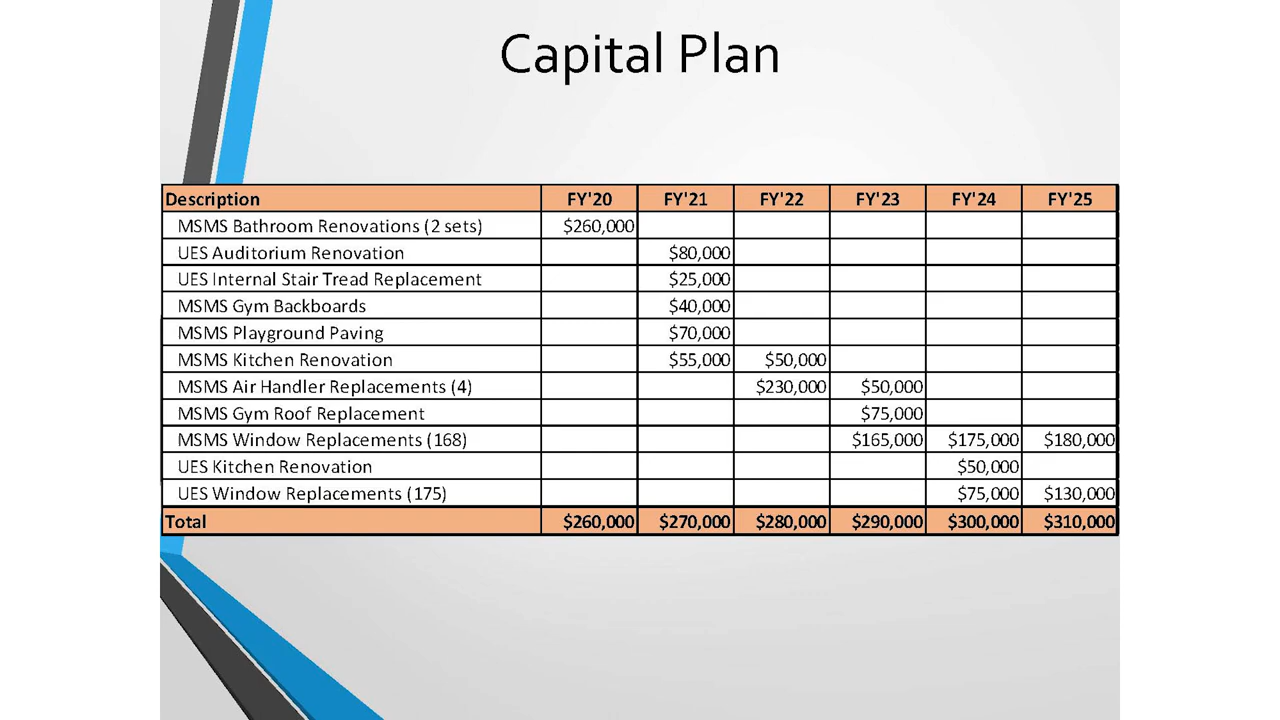 Capital Plan
Description FY'20 FY'21 FY'22 FY'23 FY'24 FY'25
MSMS Bathroom Renovations (2 sets) $260,000
UES Auditorium Renovation $80,000
UES Internal Stair Tread Replacement $25,000
MSMS Gym Backboards $40,000
MSMS Playground Paving $70,000
MSMS Kitchen Renovation $55,000 $50,000
MSMS Air Handler Replacements (4) $230,000 $50,000
MSMS Gym Roof Replacement $75,000
MSMS Window Replacements (168) $165,000 $175,000 $180,000
UES Kitchen Renovation $50,000
UES Window Replacements (175) $75,000 $130,000
Total $260,000 $270,000 $280,000 $290,000 $300,000 $310,000